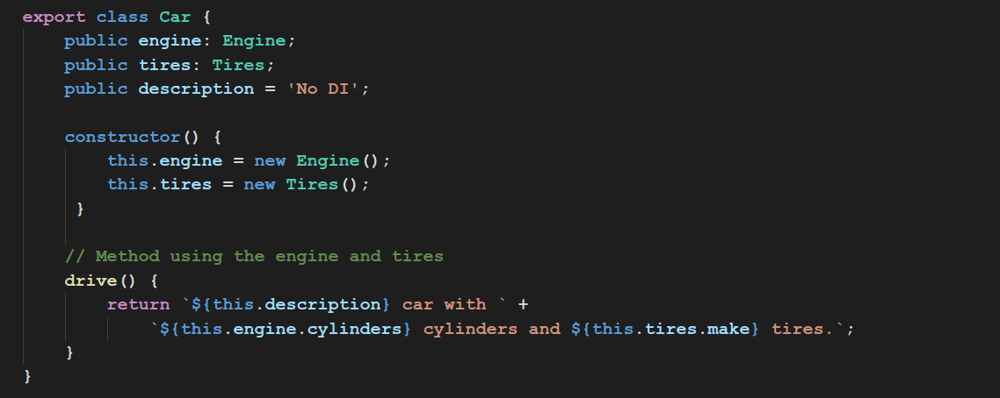 export class Car {
    public engine: Engine;
    public tires: Tires;
    public description = 'No DI';
    constructor() {
        this.engine = new Engine();
        this.tires = new Tires();
     }
    // Method using the engine and tires
    drive() {
        return `${this.description} car with ` +
            `${this.engine.cylinders} cylinders and ${this.tires.make} tires.`;
    }
}